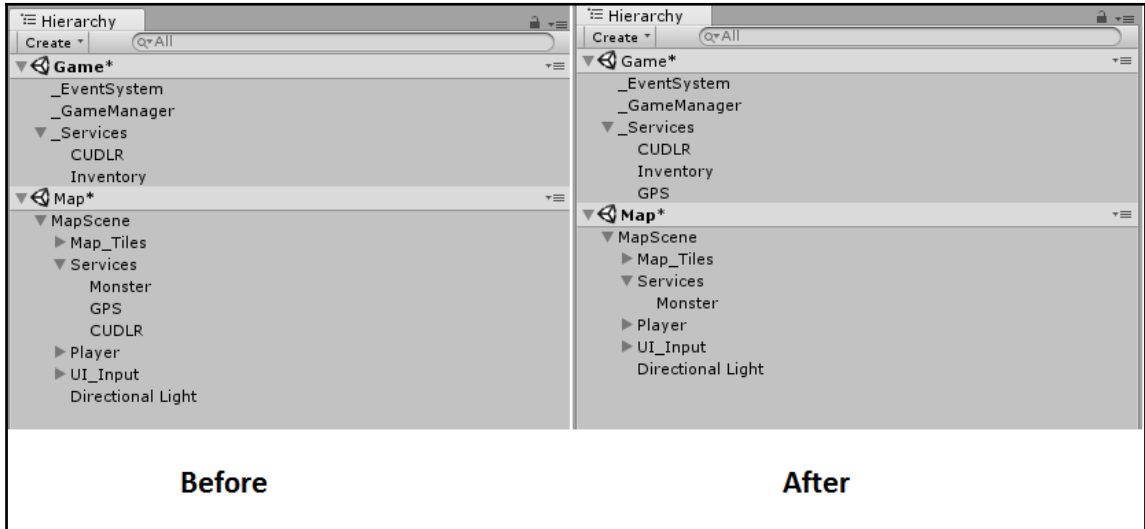 Hierarchy
Create
All
Game*
_EventSystem
_GameManager
_Services
CUDLR
Inventory
Map*
MapScene
Map_Tiles
Services
Monster
GPS
CUDLR
Player
UI_Input
Directional Light
Before
Hierarchy
Create
All
Game*
_EventSystem
_GameManager
_Services
CUDLR
Inventory
GPS
Map*
MapScene
Map_Tiles
Services
Monster
Player
UI_Input
Directional Light
After